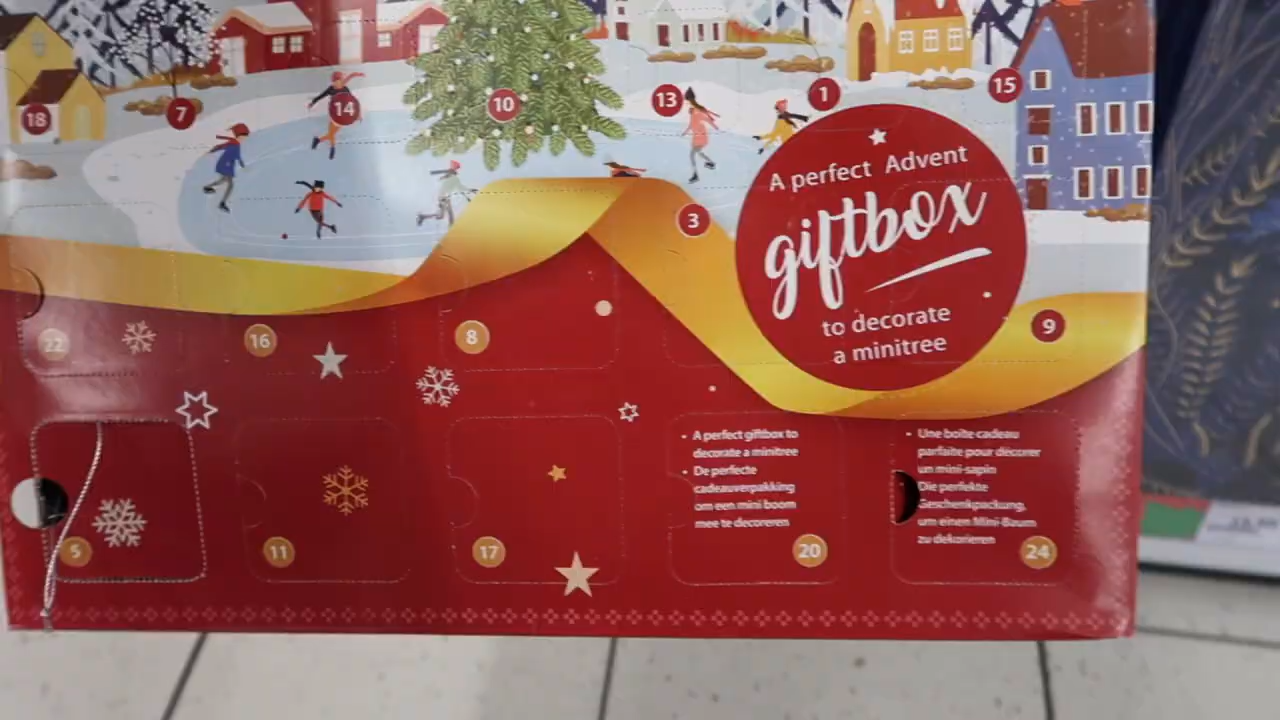 18
7
14
10
13
1
15
3
A perfect Advent
giftbox
to decorate
a minitree
9
22
16
8
5
11
17
• A perfect giftbox to
decorate a minitree
• De perfecte
cadeauverpakking
om een mini boom
mee te decoreren
20
• Une boîte cadeau
parfaite pour décorer
un mini-sapin
Die perfekte
Geschenkpackung,
um einen Mini-Baum
zu dekorieren
24